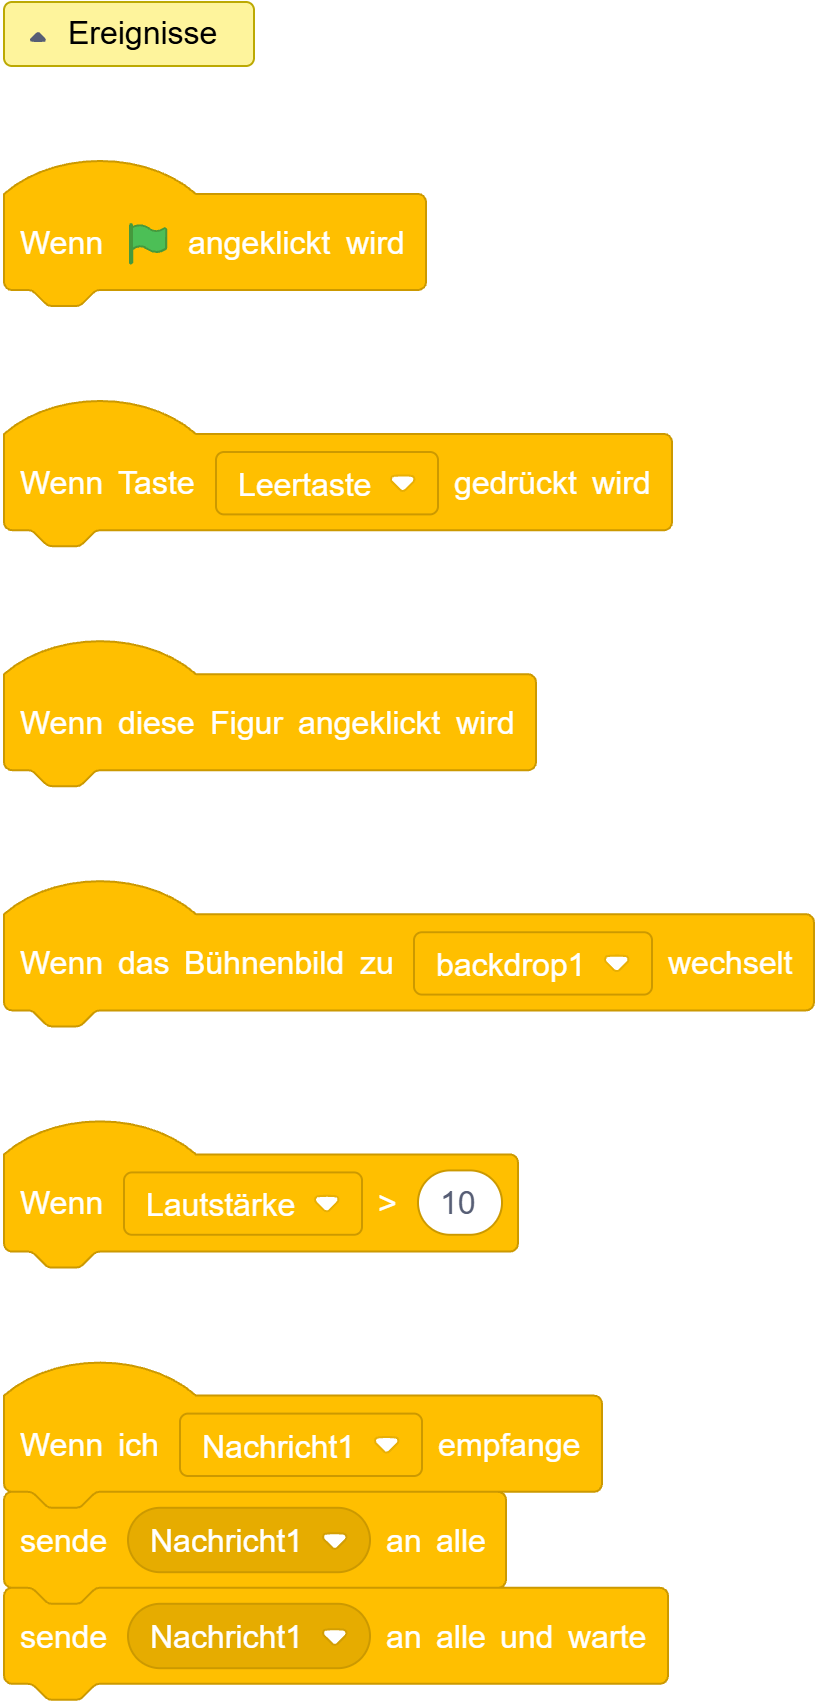 Ereignisse
Wenn angeklickt wird
Wenn Taste Leertaste gedrückt wird
Wenn diese Figur angeklickt wird
Wenn das Bühnenbild zu backdrop1 wechselt
Wenn Lautstärke > 10
Wenn ich Nachricht1 empfange
sende Nachricht1 an alle
sende Nachricht1 an alle und warte